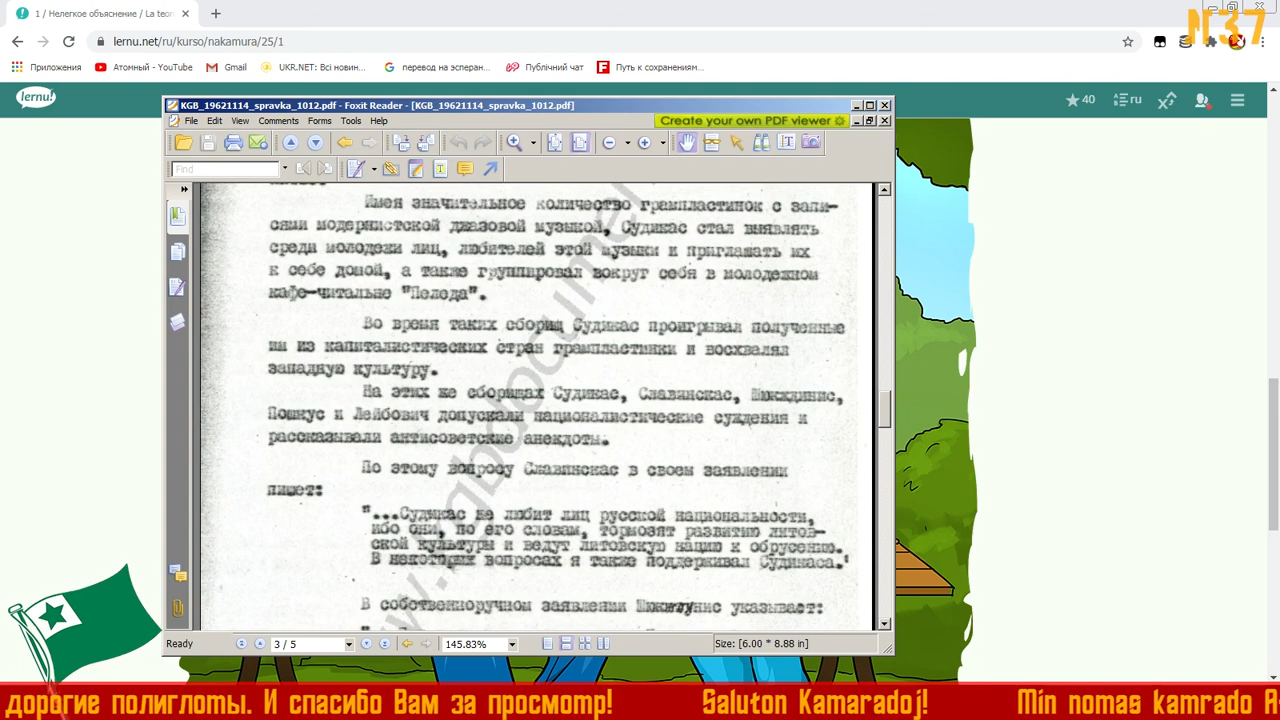 1 / Нелегкое объяснение / La teor
N37
lernu.net/ru/kurso/nakamura/25/1
Приложения
Атомный - YouTube
Gmail
UKR.NET: Всі новин...
перевод на эсперан...
Публічний чат
Путь к сохранениям...
lernu!
40
ru
KGB_19621114_spravka_1012.pdf - Foxit Reader - [KGB_19621114_spravka_1012.pdf]
File Edit View Comments Forms Tools Help
Create your own PDF viewer
Find
Имея значительное количество грампластинок с запи-
сями модернистской джазовой музыкой, Судикас стал выявлять
среди молодежи лиц, любителей этой музыки и приглашать их
к себе домой, а также группировал вокруг себя в молодежном
кафе-читальне "Пеледа".
Во время таких сборищ Судикас проигрывал полученные
им из капиталистических стран грампластинки и восхвалял
западную культуру.
На этих же сборищах Судикас, Славинскас,
Пошкус и Лейбович допускали националистические суждения и
рассказывали антисоветские анекдоты.
По этому вопросу Славинскас в своем заявлении
пишет:
"...Судикас не любит лиц русской национальности,
ибо они, по его словам, тормозят развитию литов-
ской культуры и ведут литовскую нацию к обрусению.
В некоторых вопросах я также поддерживал Судикаса."
В собственноручном заявлении указывает:
www.kgbdocumen
Ready
3 / 5
145.83%
Size: [6.00 * 8.88 in]
дорогие полиглоты. И спасибо Вам за просмотр! Saluton Kamaradoj! Min nomas kamrado A